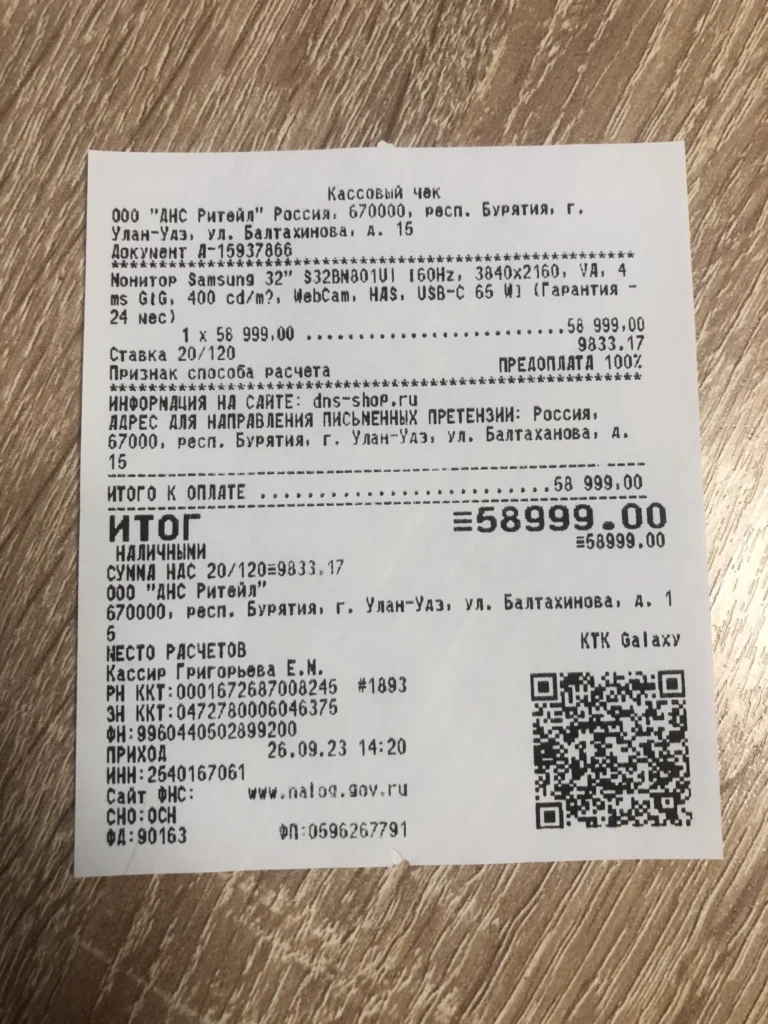 Кассовый чек
ООО "ДНС Ритейл" Россия, 670000, респ. Бурятия, г.
Улан-Удэ, ул. Балтахинова, д. 15
Документ А-15937866
*****************************************************
Монитор Samsung 32" S32BM801UI [60Hz, 3840x2160, VA, 4
ms GtG, 400 cd/m?, WebCam, HAS, USB-C 65 W] (Гарантия -
24 мес)
1 x 58 999,00 ............................58 999,00
Ставка 20/120 9833.17
Признак способа расчета ПРЕДОПЛАТА 100%
*****************************************************
ИНФОРМАЦИЯ НА САЙТЕ: dns-shop.ru
АДРЕС ДЛЯ НАПРАВЛЕНИЯ ПИСЬМЕННЫХ ПРЕТЕНЗИИ: Россия,
67000, респ. Бурятия, г. Улан-Удэ, ул. Балтаханова, д.
15
ИТОГО К ОПЛАТЕ ...............................58 999,00
ИТОГ ≡58999.00
НАЛИЧНЫМИ ≡58999.00
СУММА НДС 20/120≡9833.17
ООО "ДНС Ритейл"
670000, респ. Бурятия, г. Улан-Удэ, ул. Балтахинова, д. 1
5
МЕСТО РАСЧЕТОВ КТК Galaxy
Кассир Григорьева Е.М.
РН ККТ:0001672687008245 #1893
ЗН ККТ:0472780006046375
ФН:9960440502899200
ПРИХОД 26.09.23 14:20
ИНН:2540167061
Сайт ФНС: www.nalog.gov.ru
СНО:ОСН
ФД:90163 ФП:0596267791